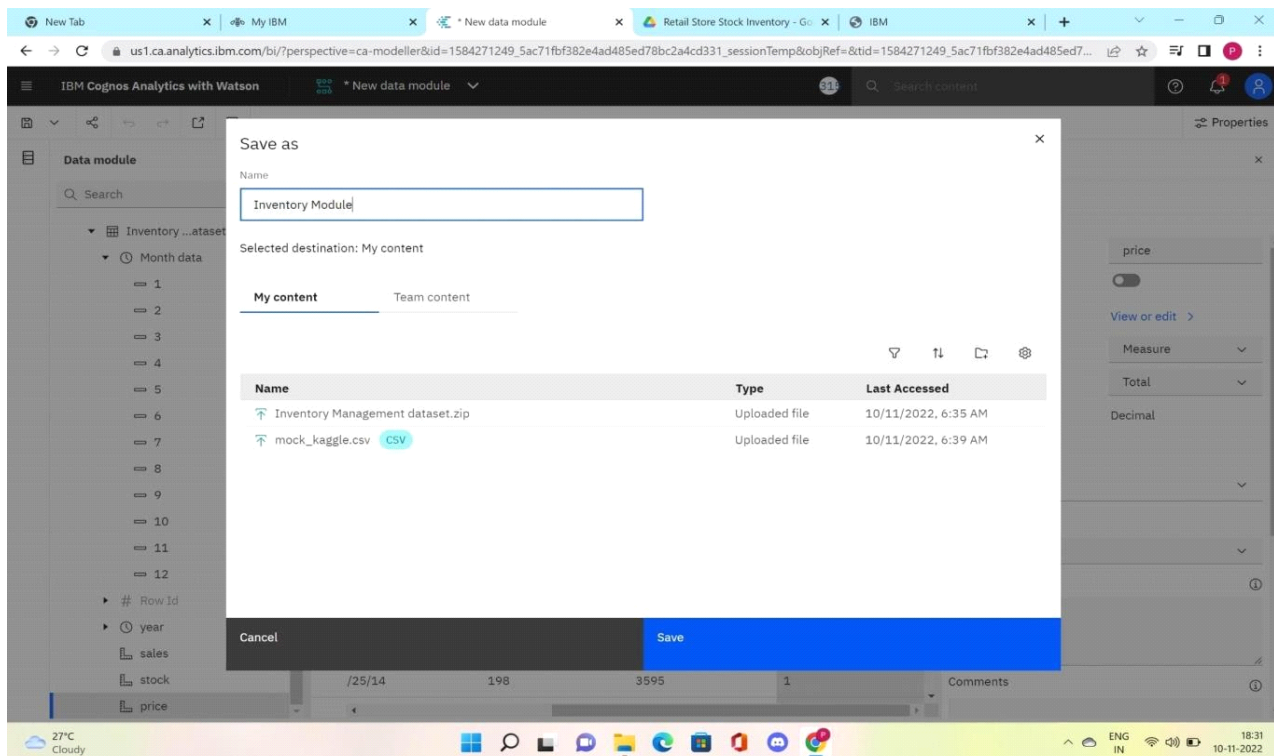 New Tab
My IBM
* New data module
Retail Store Stock Inventory - Go
IBM
us1.ca.analytics.ibm.com/bi/?perspective=ca-modeller&id=1584271249_5ac71fbf382e4ad485ed78bc2a4cd331_sessionTemp&objRef=&tid=1584271249_5ac71fbf382e4ad485ed7...
P
IBM Cognos Analytics with Watson
* New data module
Search content
1
Properties
Data module
Search
Inventory ...ataset
Month data
1
2
3
4
5
6
7
8
9
10
11
12
# Row Id
year
sales
stock
price
Save as
Name
Inventory Module
Selected destination: My content
My content
Team content
Name Type Last Accessed
Inventory Management dataset.zip Uploaded file 10/11/2022, 6:35 AM
mock_kaggle.csv CSV Uploaded file 10/11/2022, 6:39 AM
Cancel
Save
price
View or edit
Measure
Total
Decimal
/25/14 198 3595 1
Comments
27°C
Cloudy
ENG
IN
18:31
10-11-2022